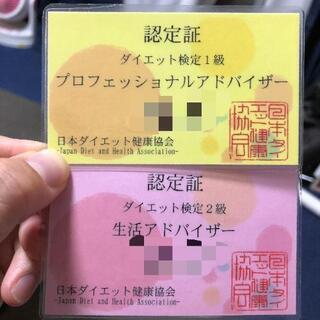 認定証
ダイエット検定1級
プロフェッショナルアドバイザー
日本ダイエット健康協会
-Japan Diet and Health Association-
認定証
ダイエット検定2級
生活アドバイザー
日本ダイエット健康協会
-Japan Diet and Health Association-